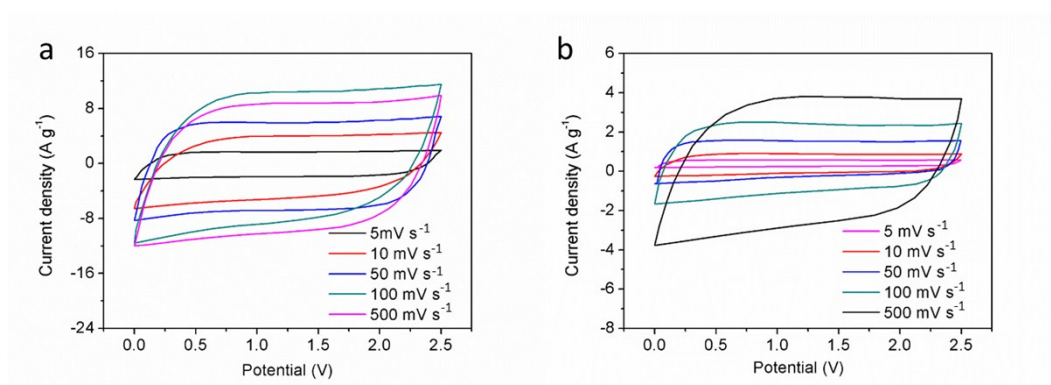 a
Current density (A g⁻¹)
16
8
0
-8
-16
-24
0.0 0.5 1.0 1.5 2.0 2.5
Potential (V)
5mV s⁻¹
10 mV s⁻¹
50 mV s⁻¹
100 mV s⁻¹
500 mV s⁻¹
b
Current density (A g⁻¹)
6
4
2
0
-2
-4
-6
-8
0.0 0.5 1.0 1.5 2.0 2.5
Potential (V)
5 mV s⁻¹
10 mV s⁻¹
50 mV s⁻¹
100 mV s⁻¹
500 mV s⁻¹